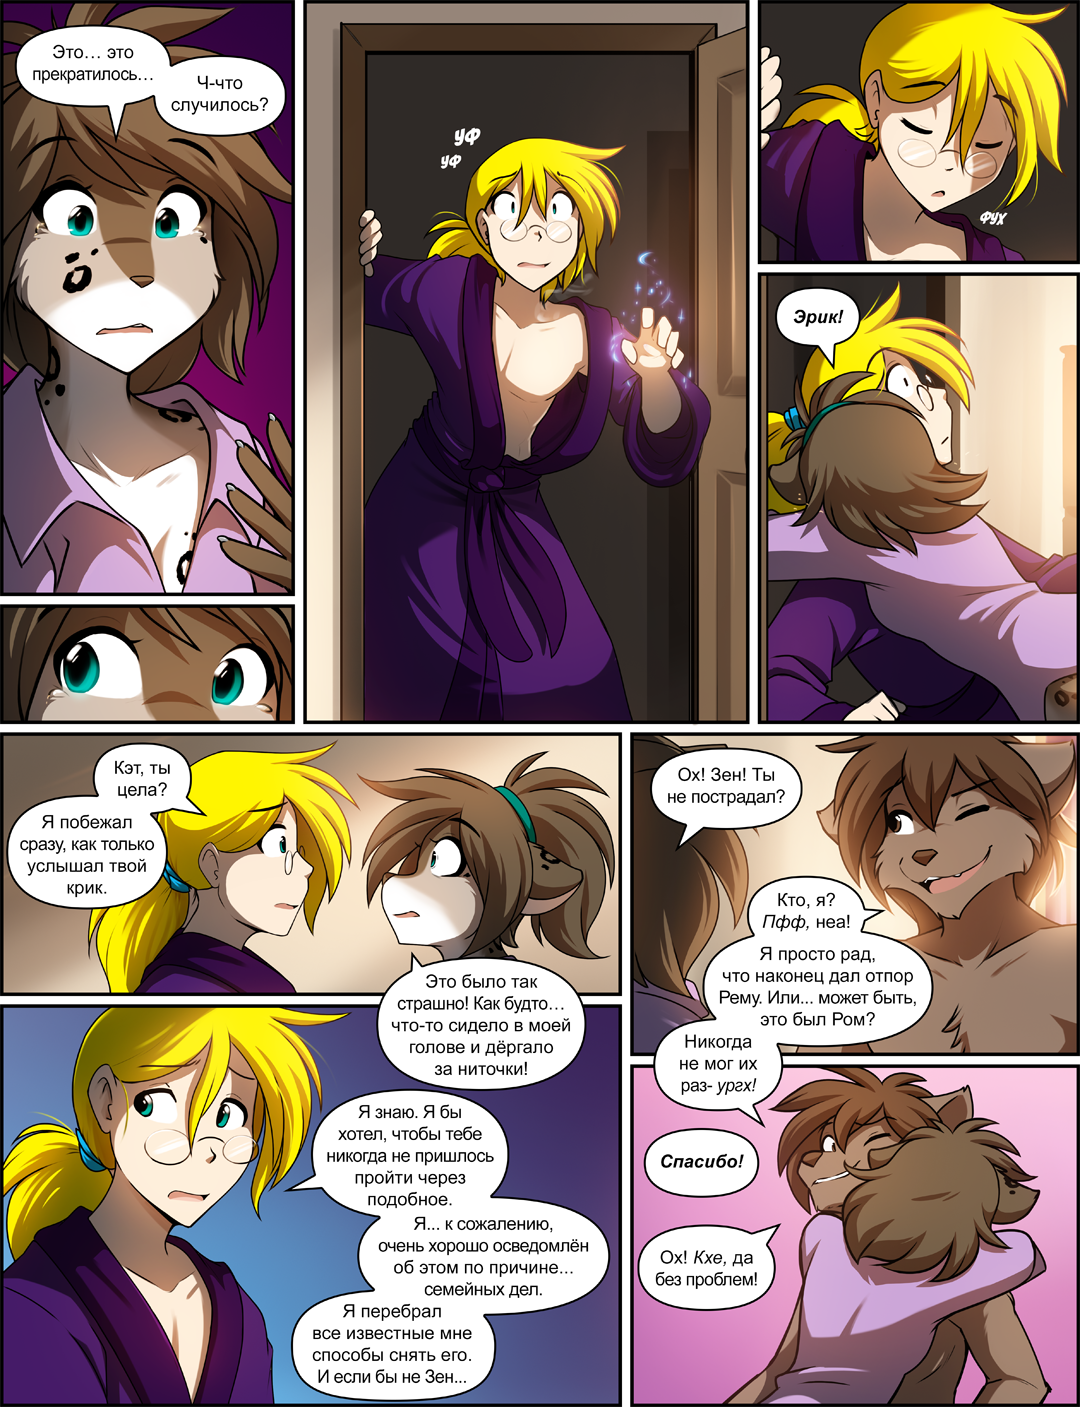 Это… это
прекратилось…
Ч-что
случилось?
УФ
УФ
ФУХ
Эрик!
Кэт, ты
цела?
Я побежал
сразу, как только
услышал твой
крик.
Это было так
страшно! Как будто…
что-то сидело в моей
голове и дёргало
за ниточки!
Ох! Зен! Ты
не пострадал?
Кто, я?
Пфф, неа!
Я просто рад,
что наконец дал отпор
Рему. Или... может быть,
это был Ром?
Никогда
не мог их
раз- ургх!
Я знаю. Я бы
хотел, чтобы тебе
никогда не пришлось
пройти через
подобное.
Я... к сожалению,
очень хорошо осведомлён
об этом по причине...
семейных дел.
Я перебрал
все известные мне
способы снять его.
И если бы не Зен...
Спасибо!
Ох! Кхе, да
без проблем!